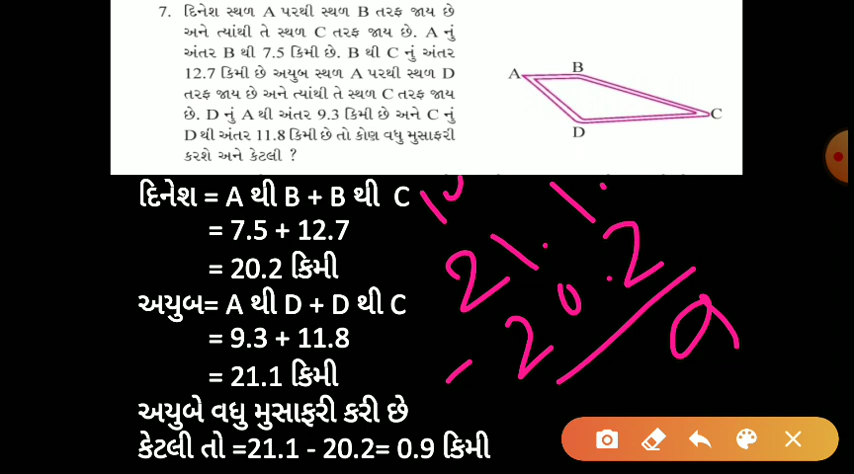 7. દિનેશ સ્થળ A પરથી સ્થળ B તરફ જાય છે
અને ત્યાંથી તે સ્થળ C તરફ જાય છે. A નું
અંતર B થી 7.5 કિમી છે. B થી C નું અંતર
12.7 કિમી છે અયુબ સ્થળ A પરથી સ્થળ D
તરફ જાય છે અને ત્યાંથી તે સ્થળ C તરફ જાય
છે. D નું A થી અંતર 9.3 કિમી છે અને C નું
D થી અંતર 11.8 કિમી છે તો કોણ વધુ મુસાફરી
કરશે અને કેટલી ?
A B
C
D
દિનેશ = A થી B + B થી C
= 7.5 + 12.7
= 20.2 કિમી
અયુબ= A થી D + D થી C
= 9.3 + 11.8
= 21.1 કિમી
અયુબે વધુ મુસાફરી કરી છે
કેટલી તો =21.1 - 20.2= 0.9 કિમી
21.1
- 20.2